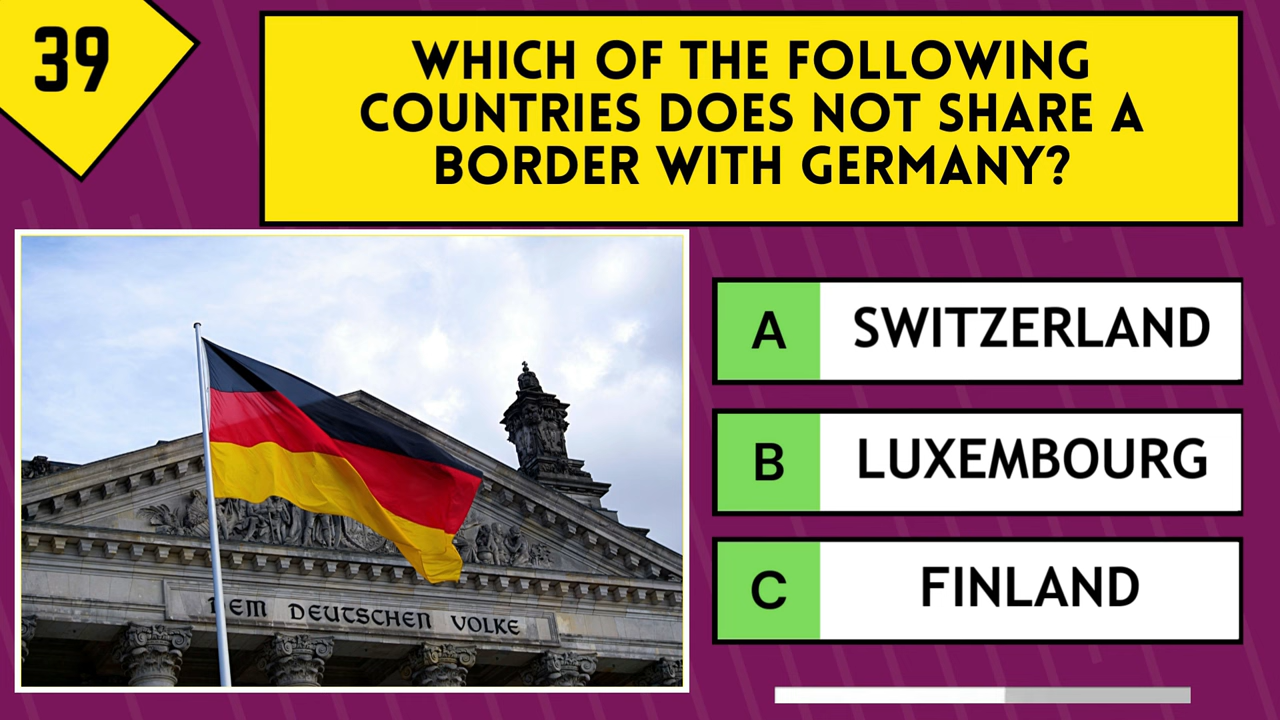 39
WHICH OF THE FOLLOWING
COUNTRIES DOES NOT SHARE A
BORDER WITH GERMANY?
DEM DEUTSCHEN VOLKE
A SWITZERLAND
B LUXEMBOURG
C FINLAND